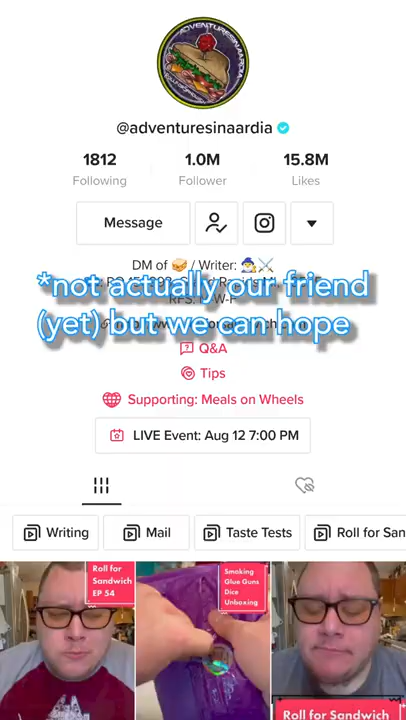 ADVENTURESINAARDIA
@adventuresinaardia
1812
Following
1.0M
Follower
15.8M
Likes
Message
DM of / Writer:
*not actually our friend
(yet) but we can hope
Q&A
Tips
Supporting: Meals on Wheels
LIVE Event: Aug 12 7:00 PM
Writing
Mail
Taste Tests
Roll for San
Roll for
Sandwich
EP 54
Smoking
Glue Guns
Dice
Unboxing
Roll for Sandwich